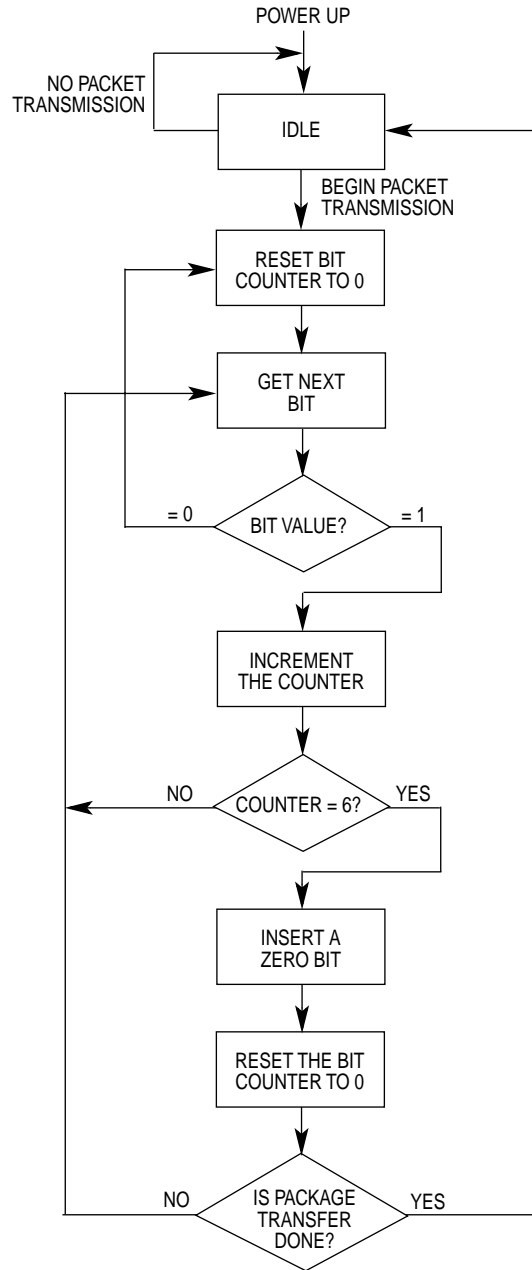 POWER UP
NO PACKET
TRANSMISSION
IDLE
BEGIN PACKET
TRANSMISSION
RESET BIT
COUNTER TO 0
GET NEXT
BIT
= 0
BIT VALUE?
= 1
INCREMENT
THE COUNTER
NO
COUNTER = 6?
YES
INSERT A
ZERO BIT
RESET THE BIT
COUNTER TO 0
NO
IS PACKAGE
TRANSFER
DONE?
YES